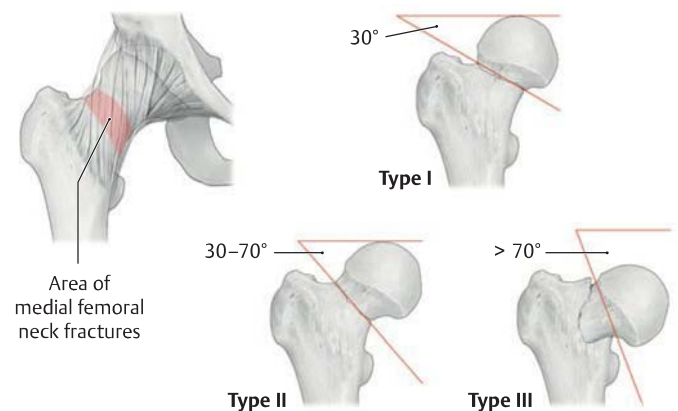 30°
Type I
Area of
medial femoral
neck fractures
30–70°
Type II
> 70°
Type III